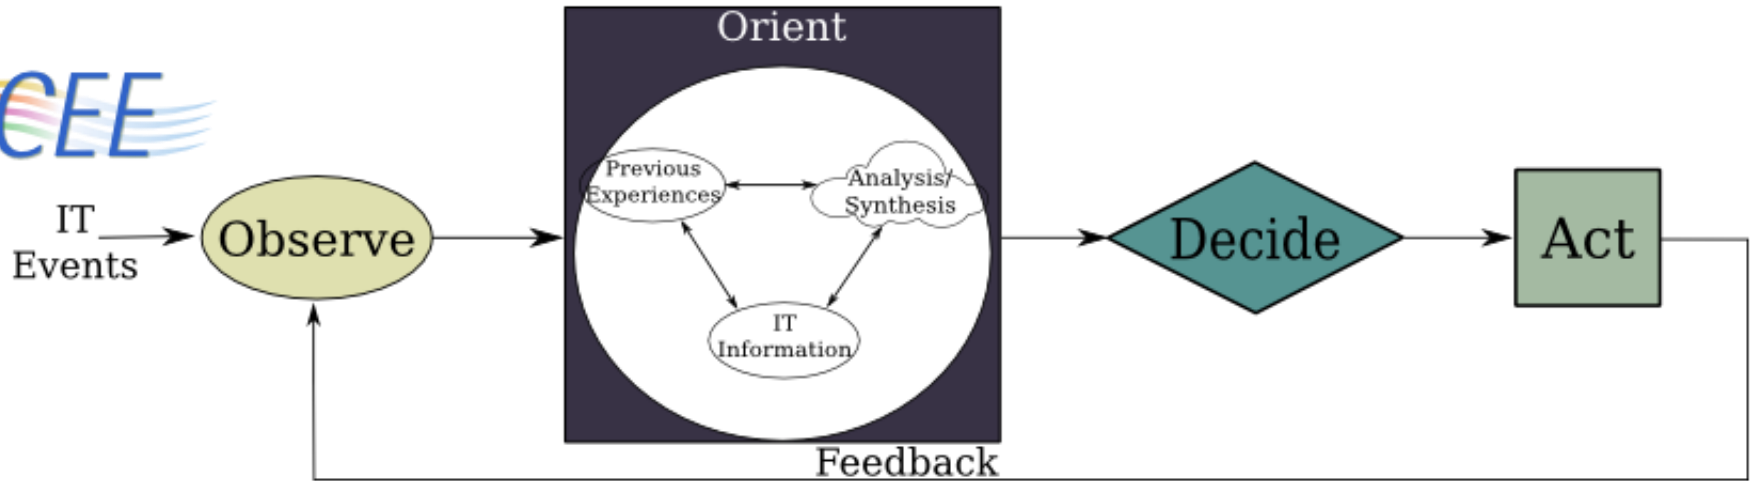 Orient
CEE
Previous
Experiences
Analysis/
Synthesis
IT
Events
Observe
Decide
Act
IT
Information
Feedback